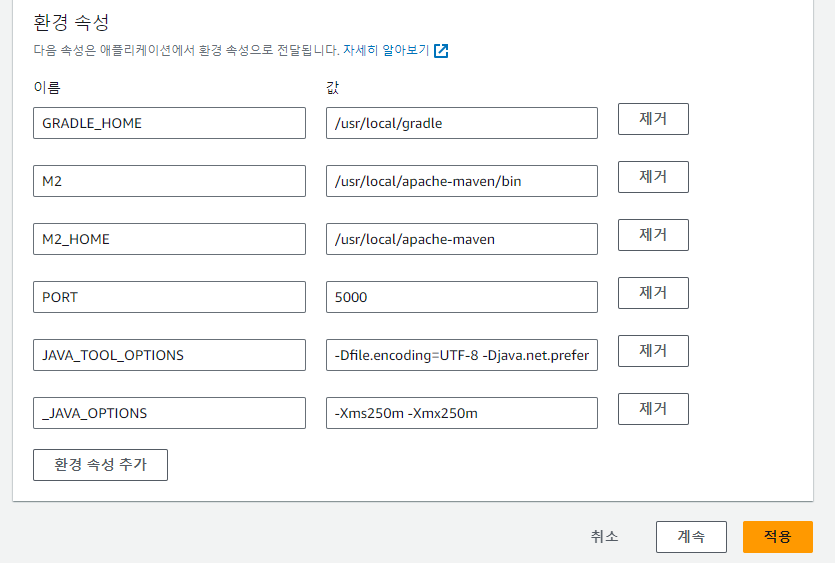 환경 속성
다음 속성은 애플리케이션에서 환경 속성으로 전달됩니다. 자세히 알아보기
이름 값
GRADLE_HOME /usr/local/gradle 제거
M2 /usr/local/apache-maven/bin 제거
M2_HOME /usr/local/apache-maven 제거
PORT 5000 제거
JAVA_TOOL_OPTIONS -Dfile.encoding=UTF-8 -Djava.net.prefer 제거
_JAVA_OPTIONS -Xms250m -Xmx250m 제거
환경 속성 추가
취소 계속 적용